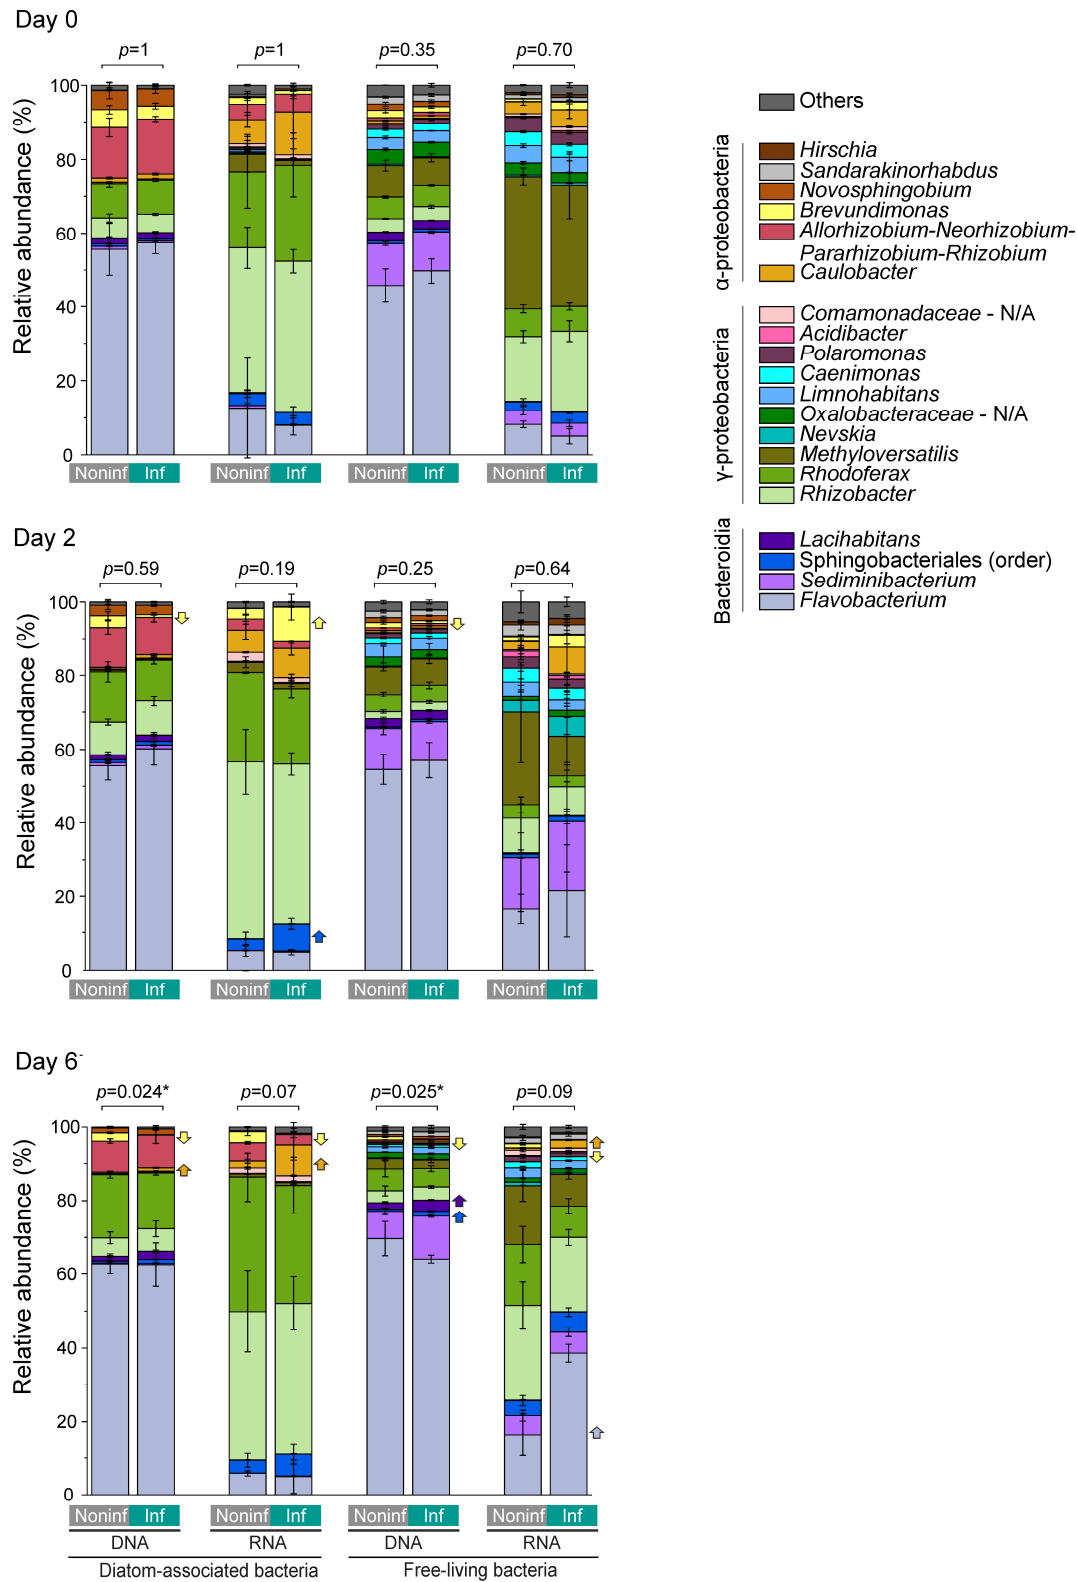 Day 0
p=1
p=1
p=0.35
p=0.70
Relative abundance (%)
100
80
60
40
20
0
Noninf Inf
Noninf Inf
Noninf Inf
Noninf Inf
Others
α-proteobacteria
Hirschia
Sandarakinorhabdus
Novosphingobium
Brevundimonas
Allorhizobium-Neorhizobium-
Pararhizobium-Rhizobium
Caulobacter
γ-proteobacteria
Comamonadaceae - N/A
Acidibacter
Polaromonas
Caenimonas
Limnohabitans
Oxalobacteraceae - N/A
Nevskia
Methyloversatilis
Rhodoferax
Rhizobacter
Bacteroidia
Lacihabitans
Sphingobacteriales (order)
Sediminibacterium
Flavobacterium
Day 2
p=0.59
p=0.19
p=0.25
p=0.64
Relative abundance (%)
100
80
60
40
20
0
Noninf Inf
Noninf Inf
Noninf Inf
Noninf Inf
Day 6
p=0.024*
p=0.07
p=0.025*
p=0.09
Relative abundance (%)
100
80
60
40
20
0
Noninf Inf
Noninf Inf
Noninf Inf
Noninf Inf
DNA
RNA
DNA
RNA
Diatom-associated bacteria
Free-living bacteria